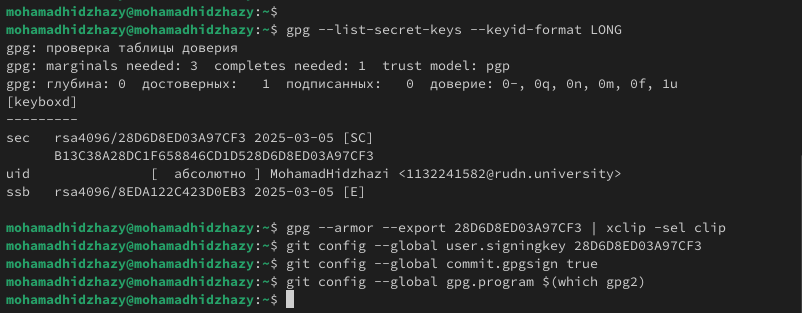 mohamadhidzhazy@mohamadhidzhazy:~$
mohamadhidzhazy@mohamadhidzhazy:~$ gpg --list-secret-keys --keyid-format LONG
gpg: проверка таблицы доверия
gpg: marginals needed: 3  completes needed: 1  trust model: pgp
gpg: глубина: 0  достоверных:   1  подписанных:   0  доверие: 0-, 0q, 0n, 0m, 0f, 1u
[keyboxd]
---------
sec   rsa4096/28D6D8ED03A97CF3 2025-03-05 [SC]
      B13C38A28DC1F658846CD1D528D6D8ED03A97CF3
uid               [  абсолютно ] MohamadHidzhazi <1132241582@rudn.university>
ssb   rsa4096/8EDA122C423D0EB3 2025-03-05 [E]

mohamadhidzhazy@mohamadhidzhazy:~$ gpg --armor --export 28D6D8ED03A97CF3 | xclip -sel clip
mohamadhidzhazy@mohamadhidzhazy:~$ git config --global user.signingkey 28D6D8ED03A97CF3
mohamadhidzhazy@mohamadhidzhazy:~$ git config --global commit.gpgsign true
mohamadhidzhazy@mohamadhidzhazy:~$ git config --global gpg.program $(which gpg2)
mohamadhidzhazy@mohamadhidzhazy:~$